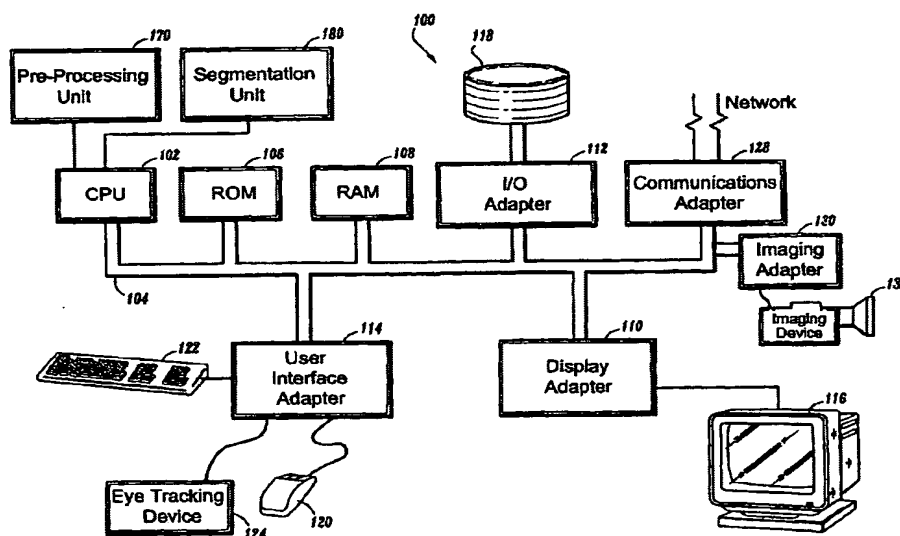 170
180
100
118
Pre-Processing
Unit
Segmentation
Unit
Network
102
106
108
112
128
CPU
ROM
RAM
I/O
Adapter
Communications
Adapter
130
Imaging
Adapter
104
Imaging
Device
114
110
122
User
Interface
Adapter
Display
Adapter
116
Eye Tracking
Device
120
124